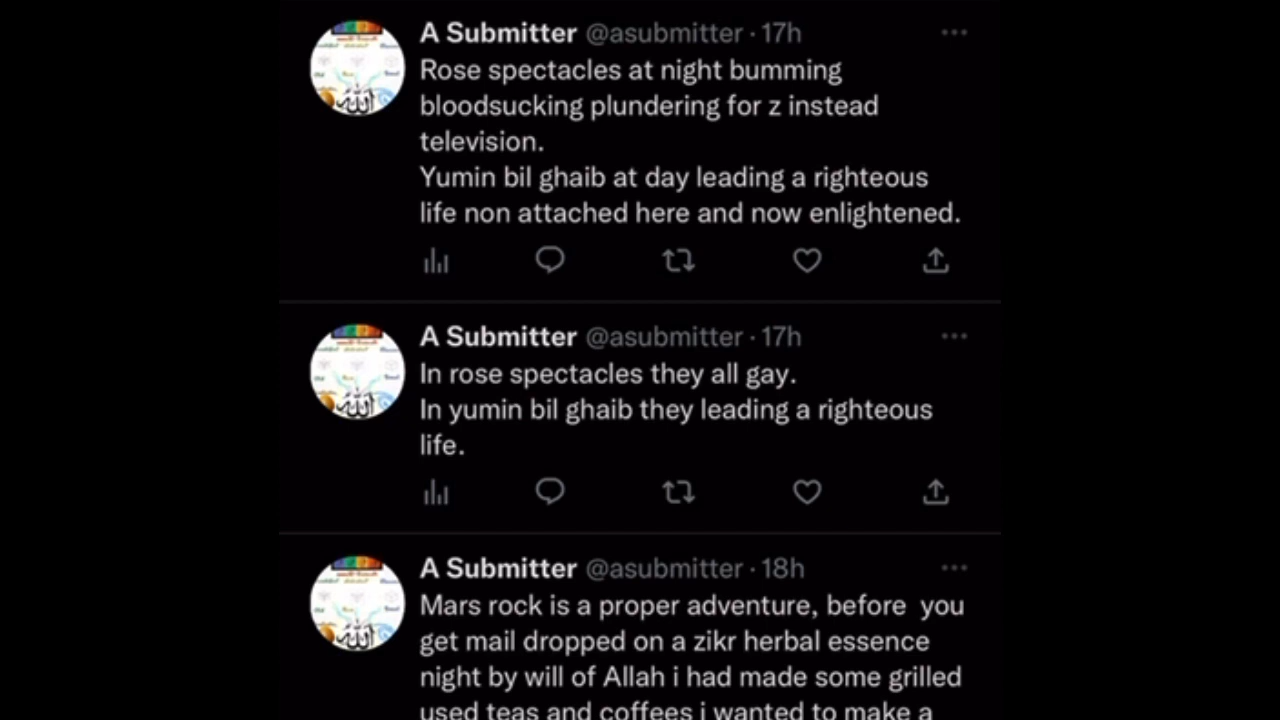 A Submitter @asubmitter · 17h
Rose spectacles at night bumming
bloodsucking plundering for z instead
television.
Yumin bil ghaib at day leading a righteous
life non attached here and now enlightened.
A Submitter @asubmitter · 17h
In rose spectacles they all gay.
In yumin bil ghaib they leading a righteous
life.
A Submitter @asubmitter · 18h
Mars rock is a proper adventure, before  you
get mail dropped on a zikr herbal essence
night by will of Allah i had made some grilled
used teas and coffees i wanted to make a